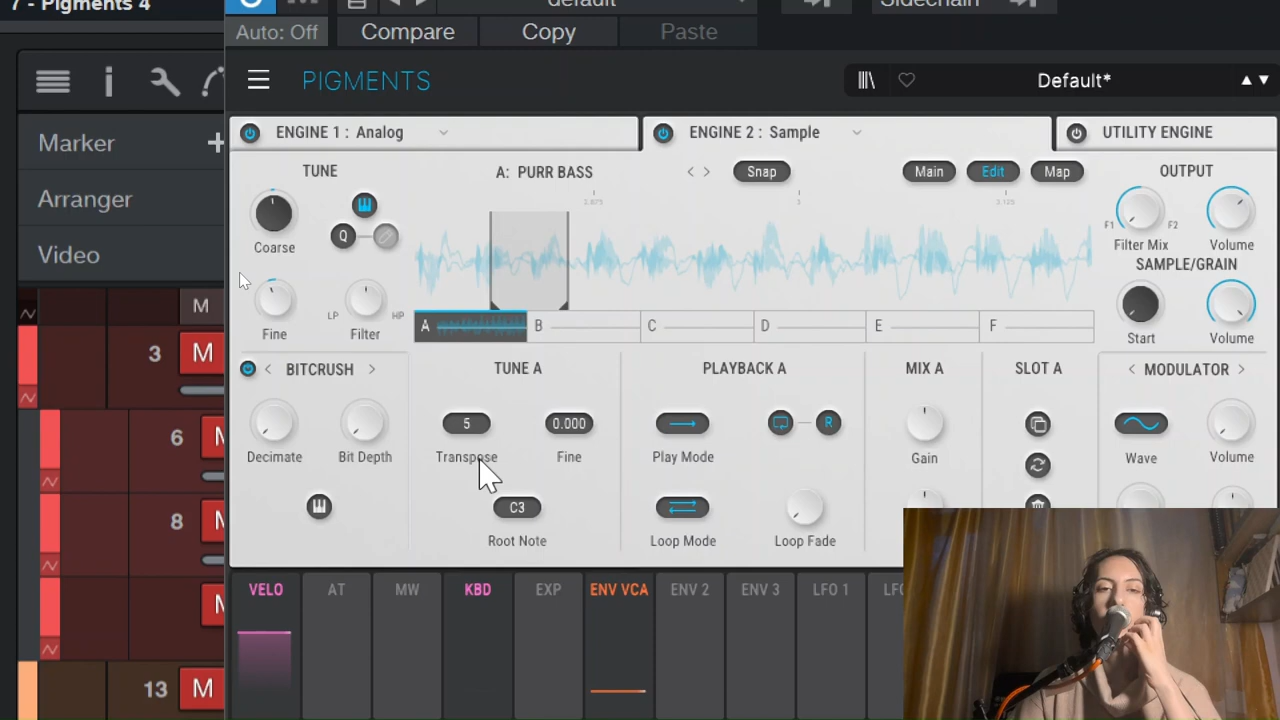 7 - Pigments 4
default
Sidechain
Auto: Off
Compare
Copy
Paste
PIGMENTS
Default*
Marker
Arranger
Video
ENGINE 1 : Analog
ENGINE 2 : Sample
UTILITY ENGINE
TUNE
A: PURR BASS
Snap
Main
Edit
Map
OUTPUT
3
3.125
Coarse
Q
F1
F2
Filter Mix
Volume
SAMPLE/GRAIN
Fine
LP
HP
Filter
A
B
C
D
E
F
Start
Volume
M
3
M
BITCRUSH
TUNE A
PLAYBACK A
MIX A
SLOT A
MODULATOR
5
0.000
R
Decimate
Bit Depth
Transpose
Fine
Play Mode
Gain
Wave
Volume
6
C3
Root Note
Loop Mode
Loop Fade
8
VELO
AT
MW
KBD
EXP
ENV VCA
ENV 2
ENV 3
LFO 1
13
M